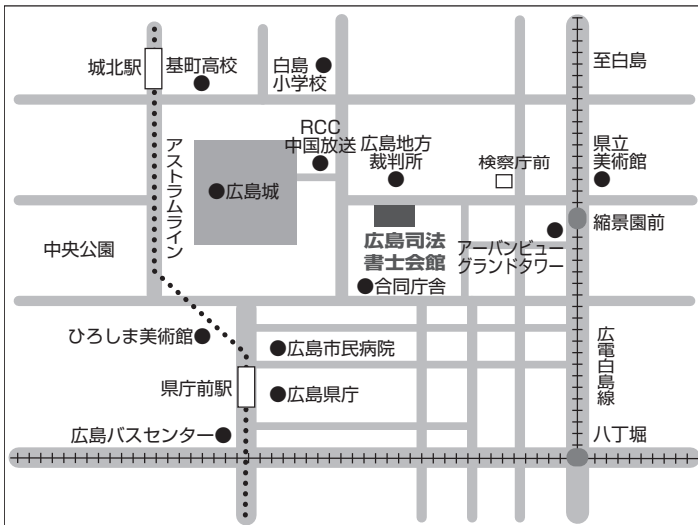 城北駅
基町高校
白島
小学校
至白島
アストラムライン
RCC
中国放送
広島地方
裁判所
検察庁前
県立
美術館
広島城
縮景園前
中央公園
広島司法
書士会館
アーバンビュー
グランドタワー
合同庁舎
ひろしま美術館
広島市民病院
広電白島線
県庁前駅
広島県庁
広島バスセンター
八丁堀